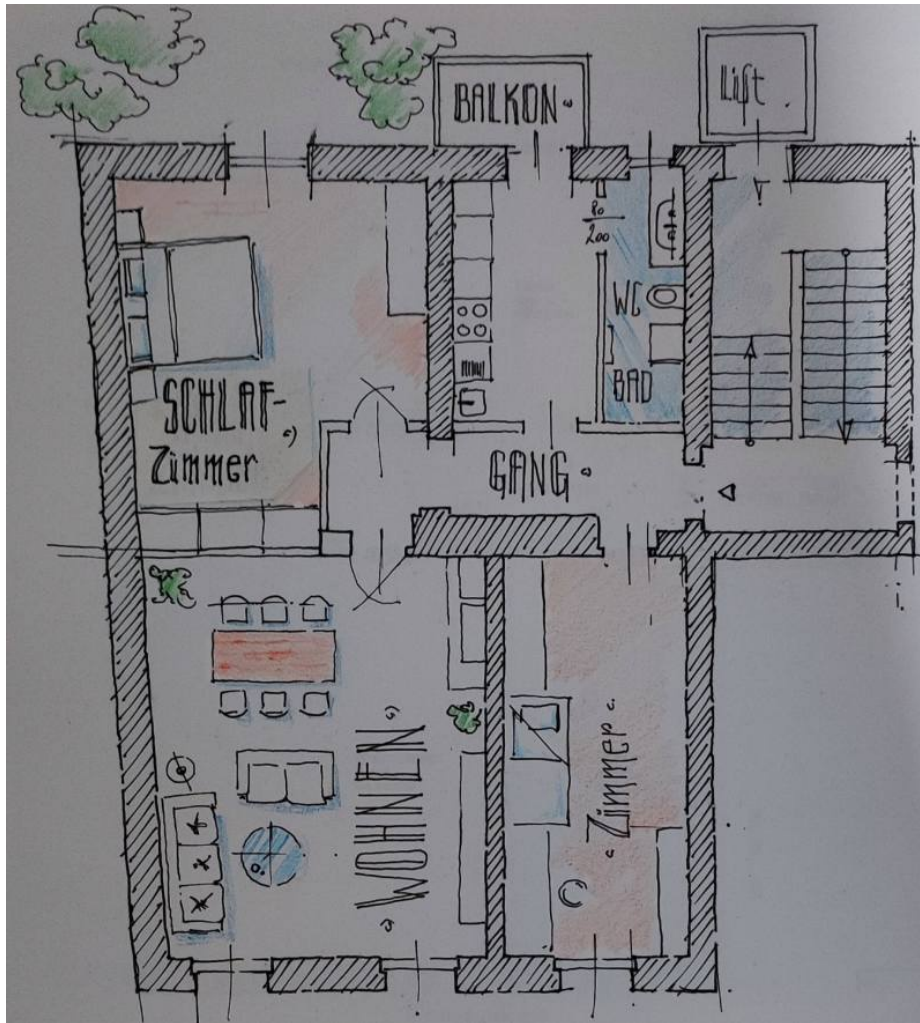 BALKON
Lift
80
200
WC
BAD
SCHLAF-
Zimmer
GANG
WOHNEN
Zimmer